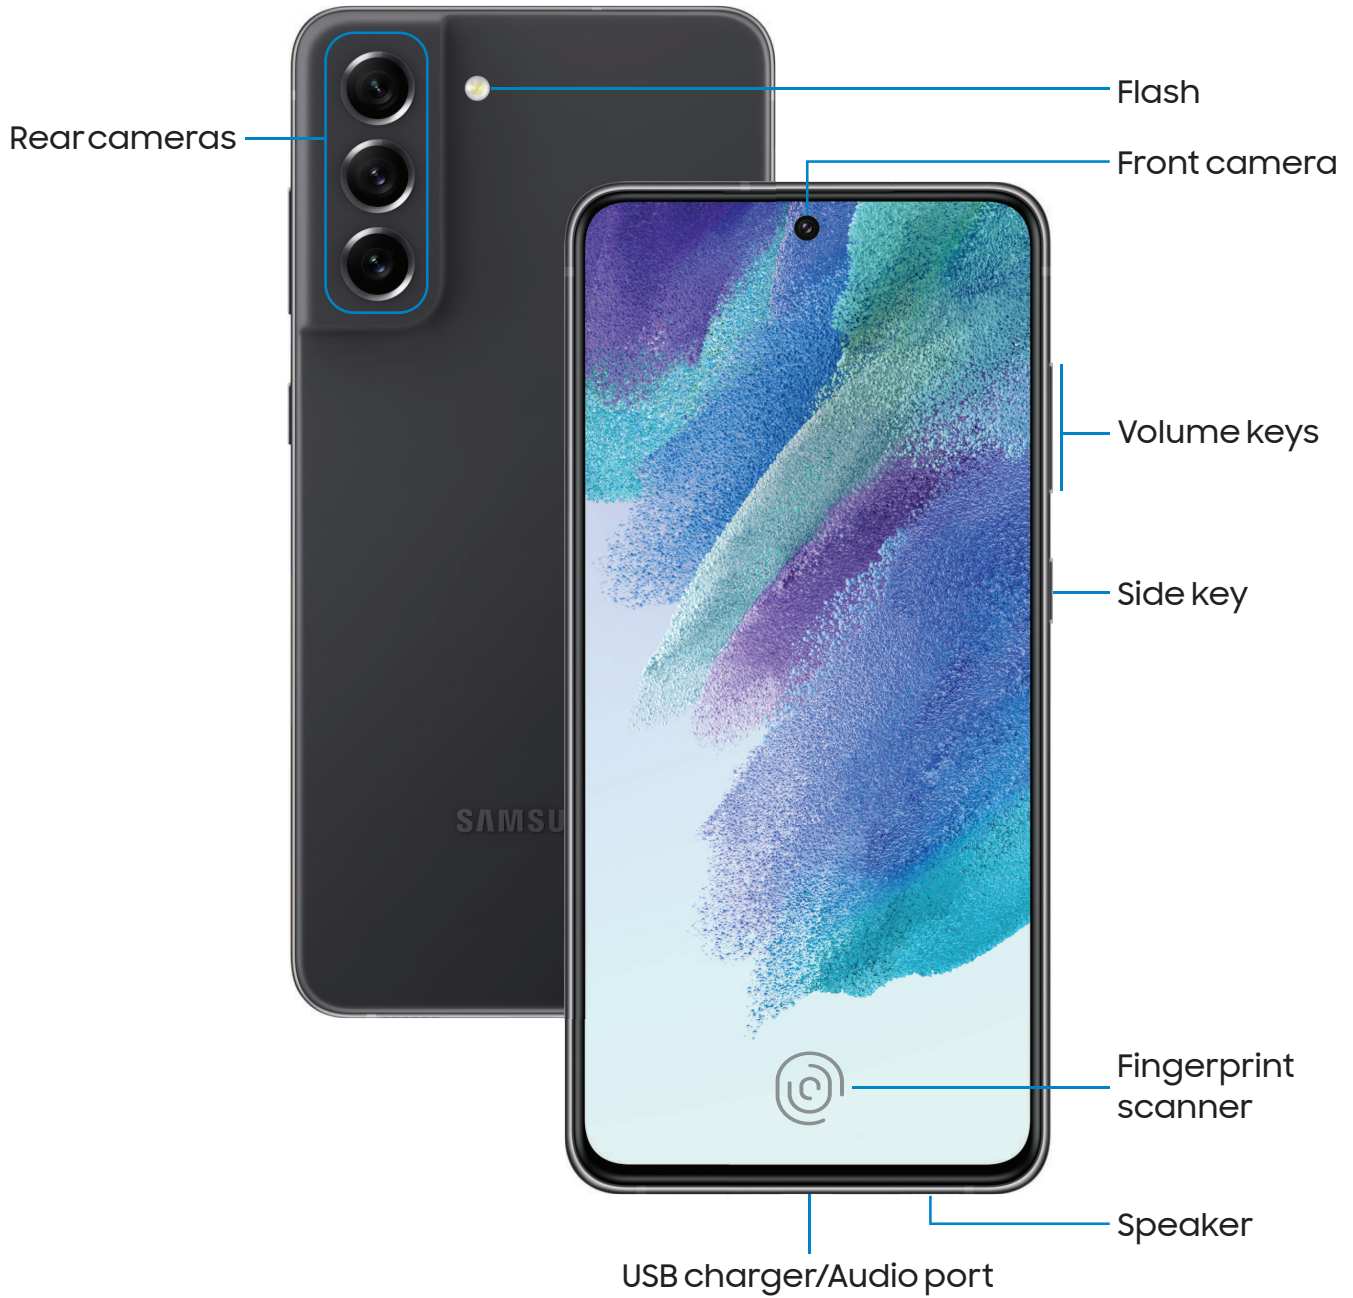 Flash
Rear cameras
Front camera
Volume keys
Side key
SAMSU
Fingerprint
scanner
Speaker
USB charger/Audio port